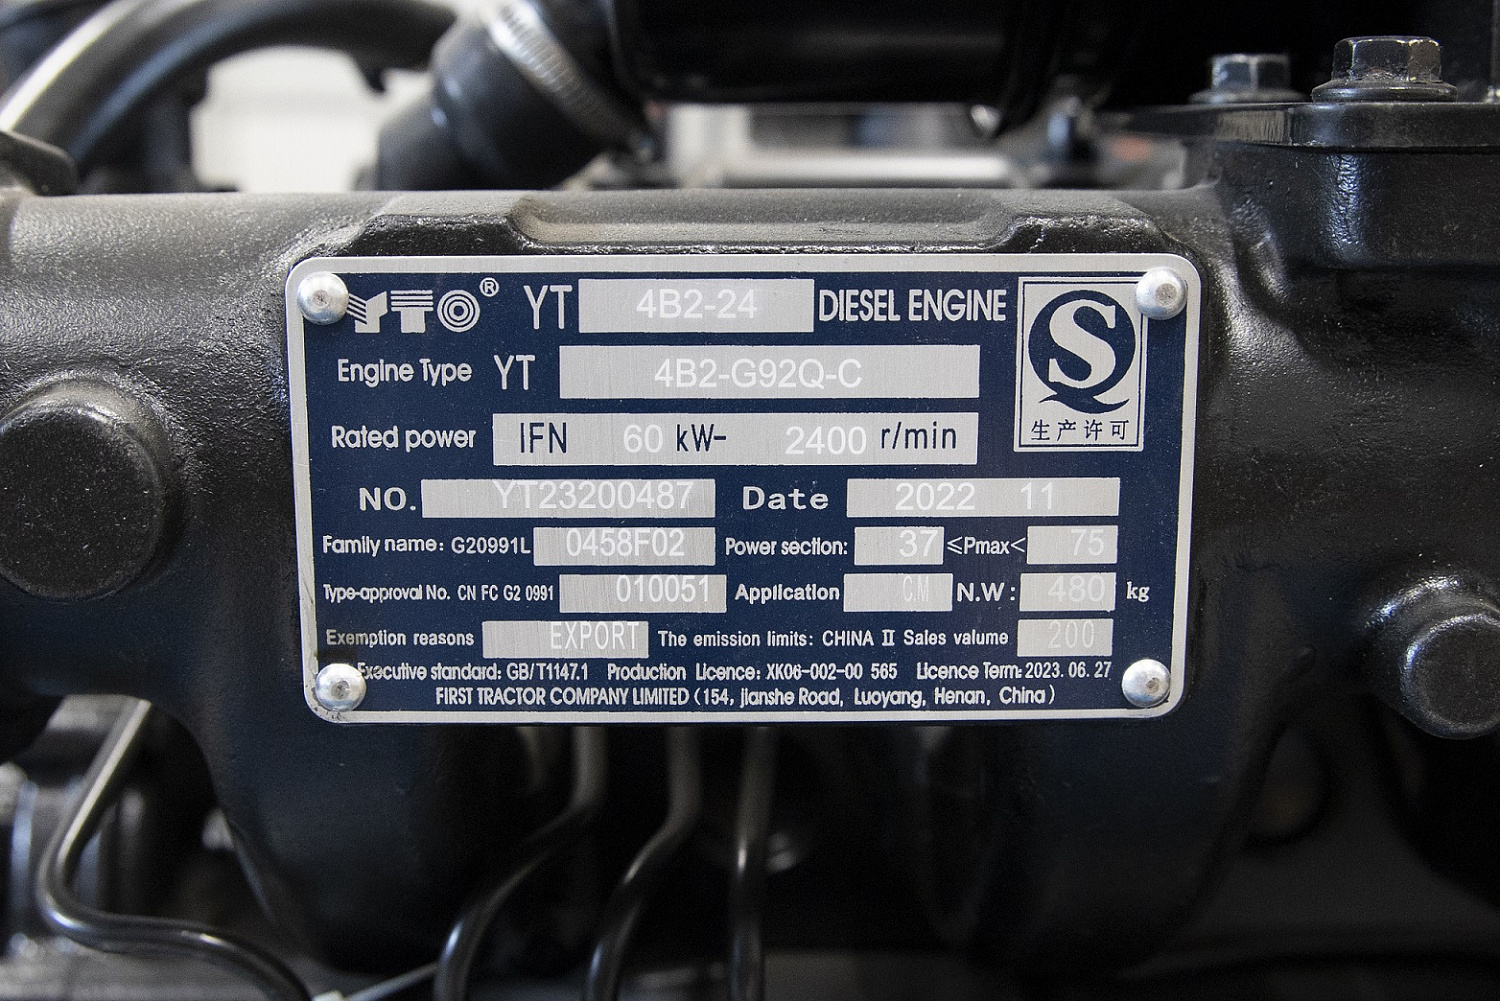 YTO® YT 4B2-24 DIESEL ENGINE
Engine Type YT 4B2-G92Q-C
Rated power IFN 60 kW- 2400 r/min
S
生产许可
NO. YT23200487 Date 2022 11
Family name: G20991L 0458F02 Power section: 37 ≤Pmax< 75
Type-approval No. CN FC G2 0991 010051 Application C.M N.W: 480 kg
Exemption reasons EXPORT The emission limits: CHINA II Sales valume 200
Executive standard: GB/T1147.1 Production Licence: XK06-002-00 565 Licence Term: 2023. 06. 27
FIRST TRACTOR COMPANY LIMITED (154, jianshe Road, Luoyang, Henan, China)